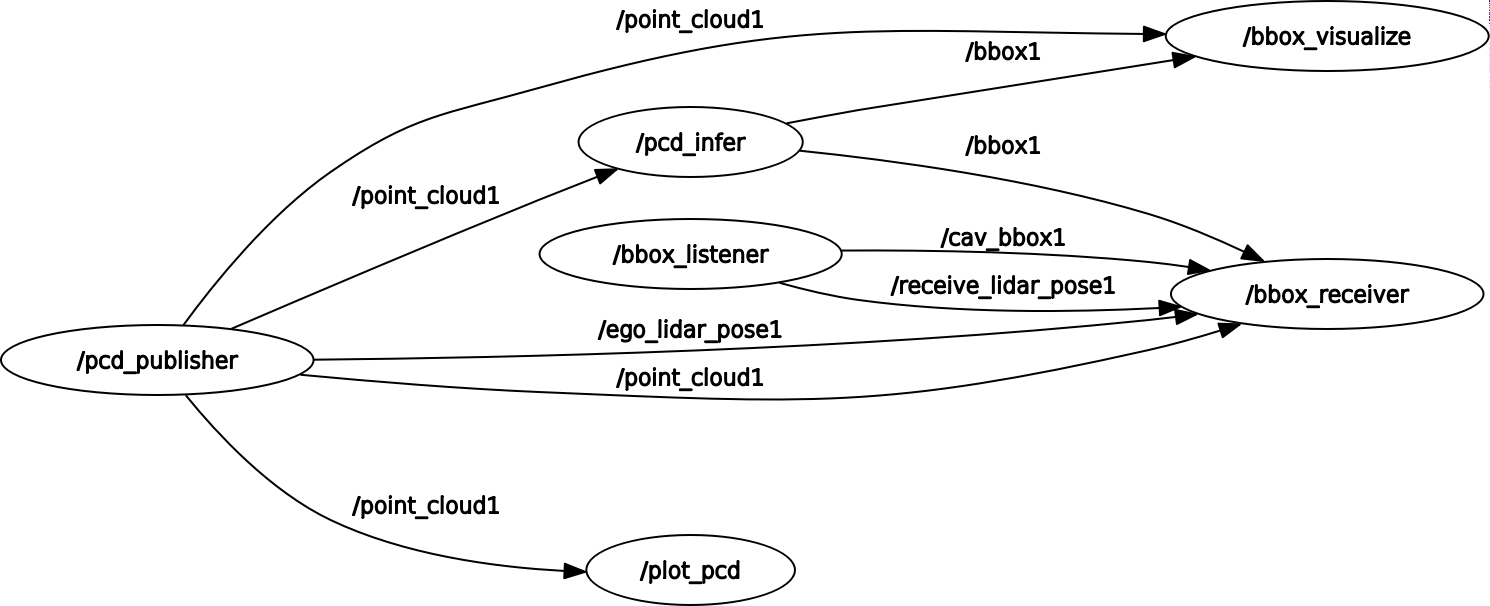 /point_cloud1
/bbox_visualize
/bbox1
/pcd_infer
/bbox1
/point_cloud1
/cav_bbox1
/bbox_listener
/receive_lidar_pose1
/bbox_receiver
/ego_lidar_pose1
/pcd_publisher
/point_cloud1
/point_cloud1
/plot_pcd